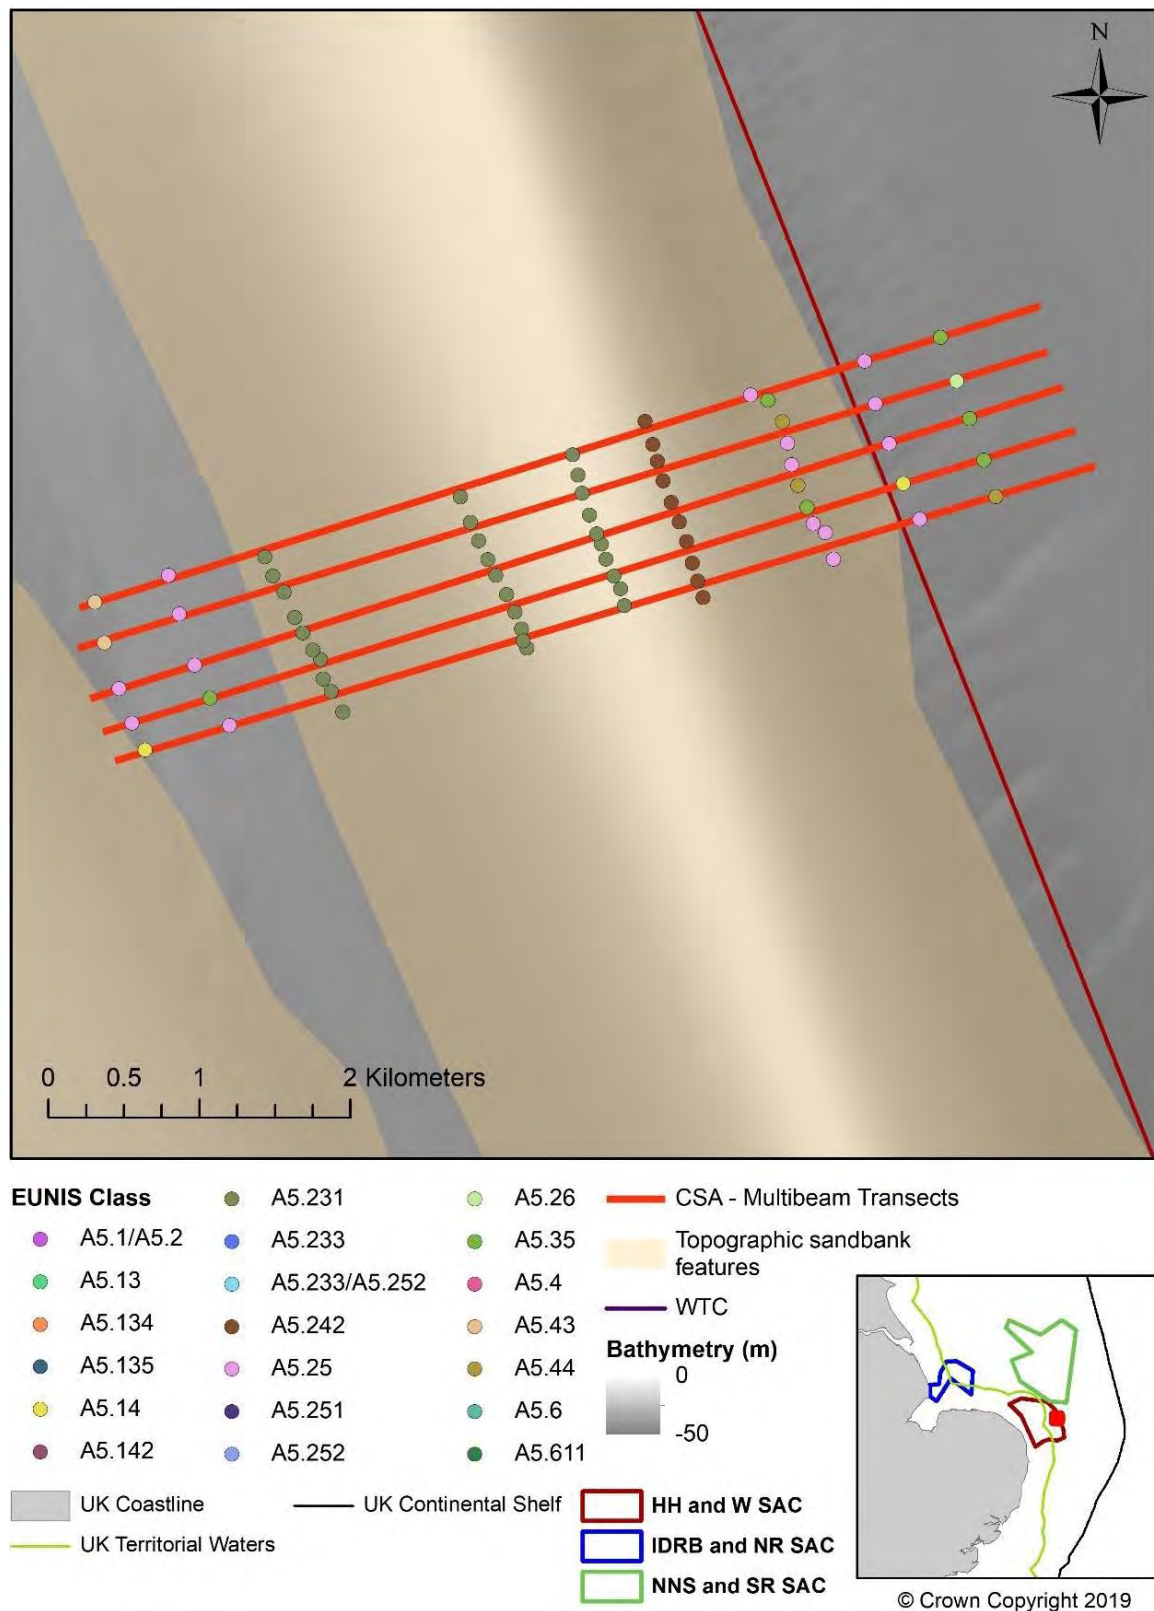 N
0 0.5 1 2 Kilometers
EUNIS Class
A5.1/A5.2
A5.13
A5.134
A5.135
A5.14
A5.142
A5.231
A5.233
A5.233/A5.252
A5.242
A5.25
A5.251
A5.252
A5.26
A5.35
A5.4
A5.43
A5.44
A5.6
A5.611
CSA - Multibeam Transects
Topographic sandbank
features
WTC
Bathymetry (m)
0
-50
UK Coastline
UK Continental Shelf
UK Territorial Waters
HH and W SAC
IDRB and NR SAC
NNS and SR SAC
© Crown Copyright 2019